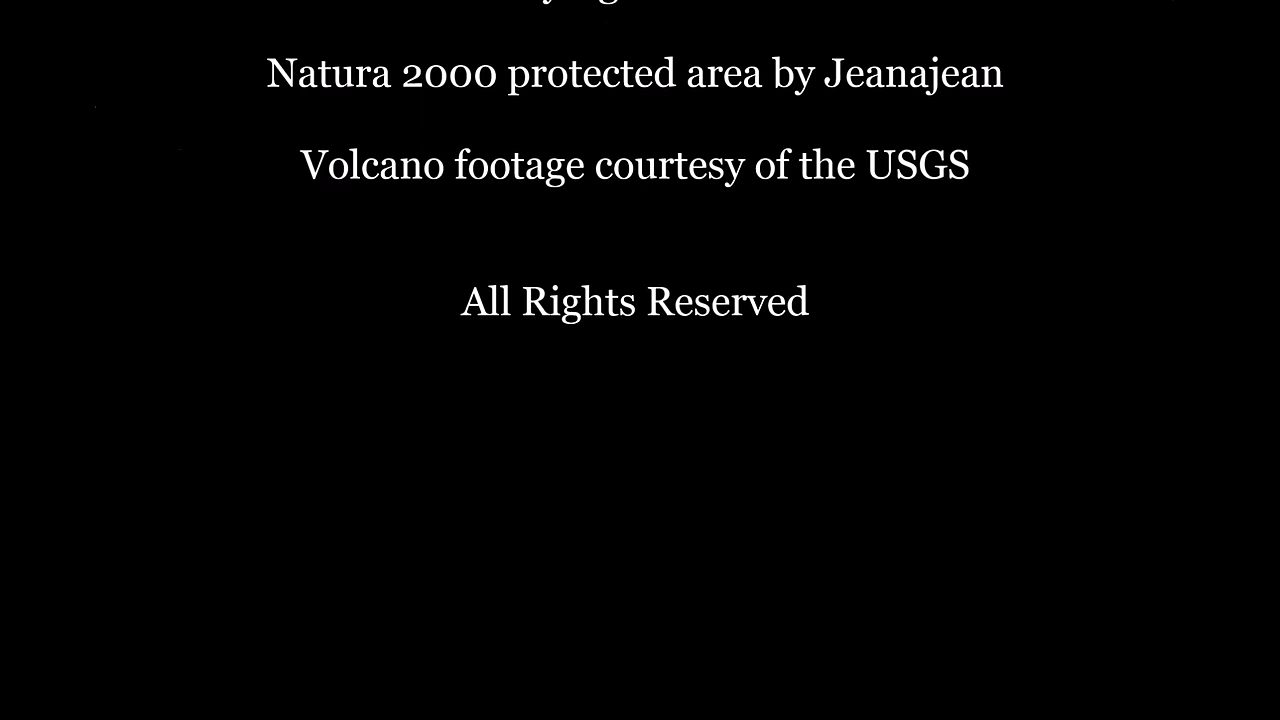 Natura 2000 protected area by Jeanajean
Volcano footage courtesy of the USGS
All Rights Reserved